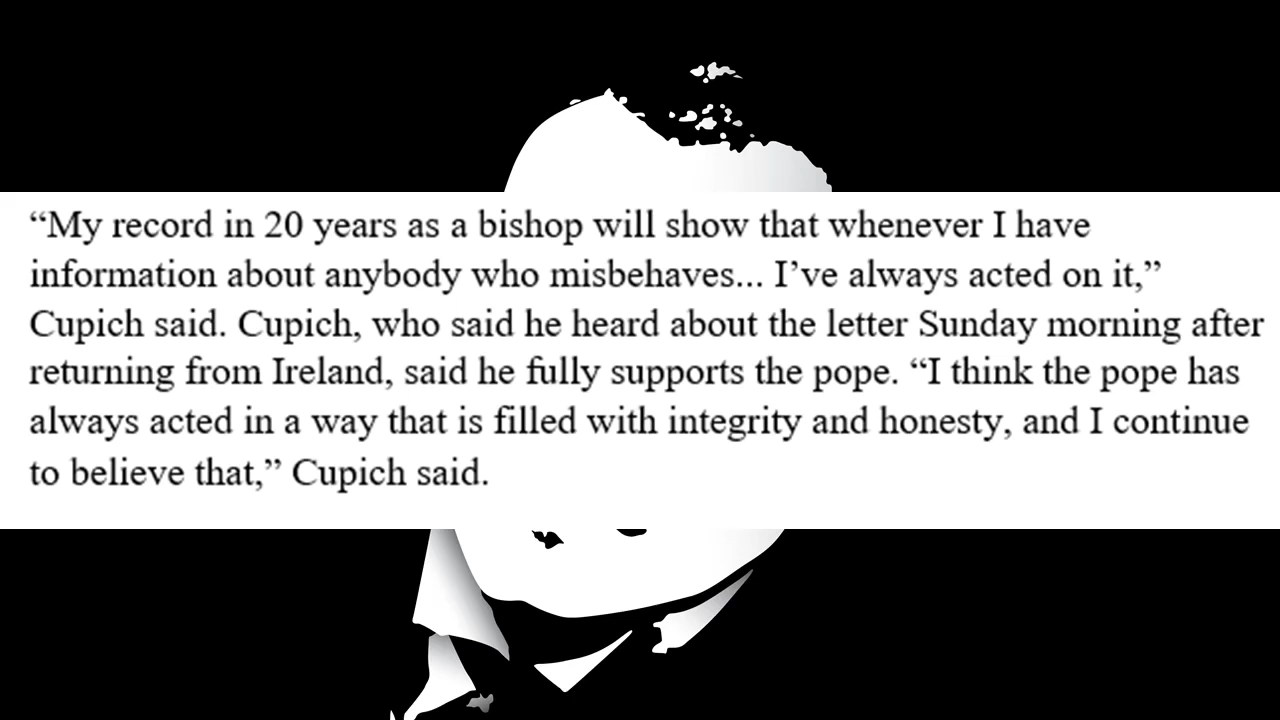 “My record in 20 years as a bishop will show that whenever I have
information about anybody who misbehaves... I’ve always acted on it,”
Cupich said. Cupich, who said he heard about the letter Sunday morning after
returning from Ireland, said he fully supports the pope. “I think the pope has
always acted in a way that is filled with integrity and honesty, and I continue
to believe that,” Cupich said.